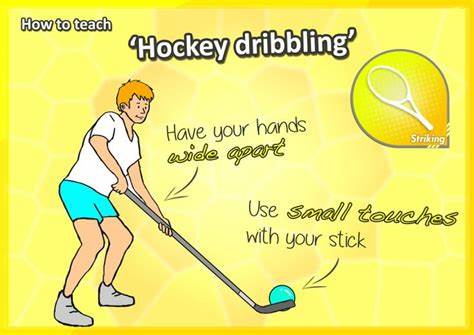 How to teach
‘Hockey dribbling’
Striking
Have your hands
wide apart
Use small touches
with your stick